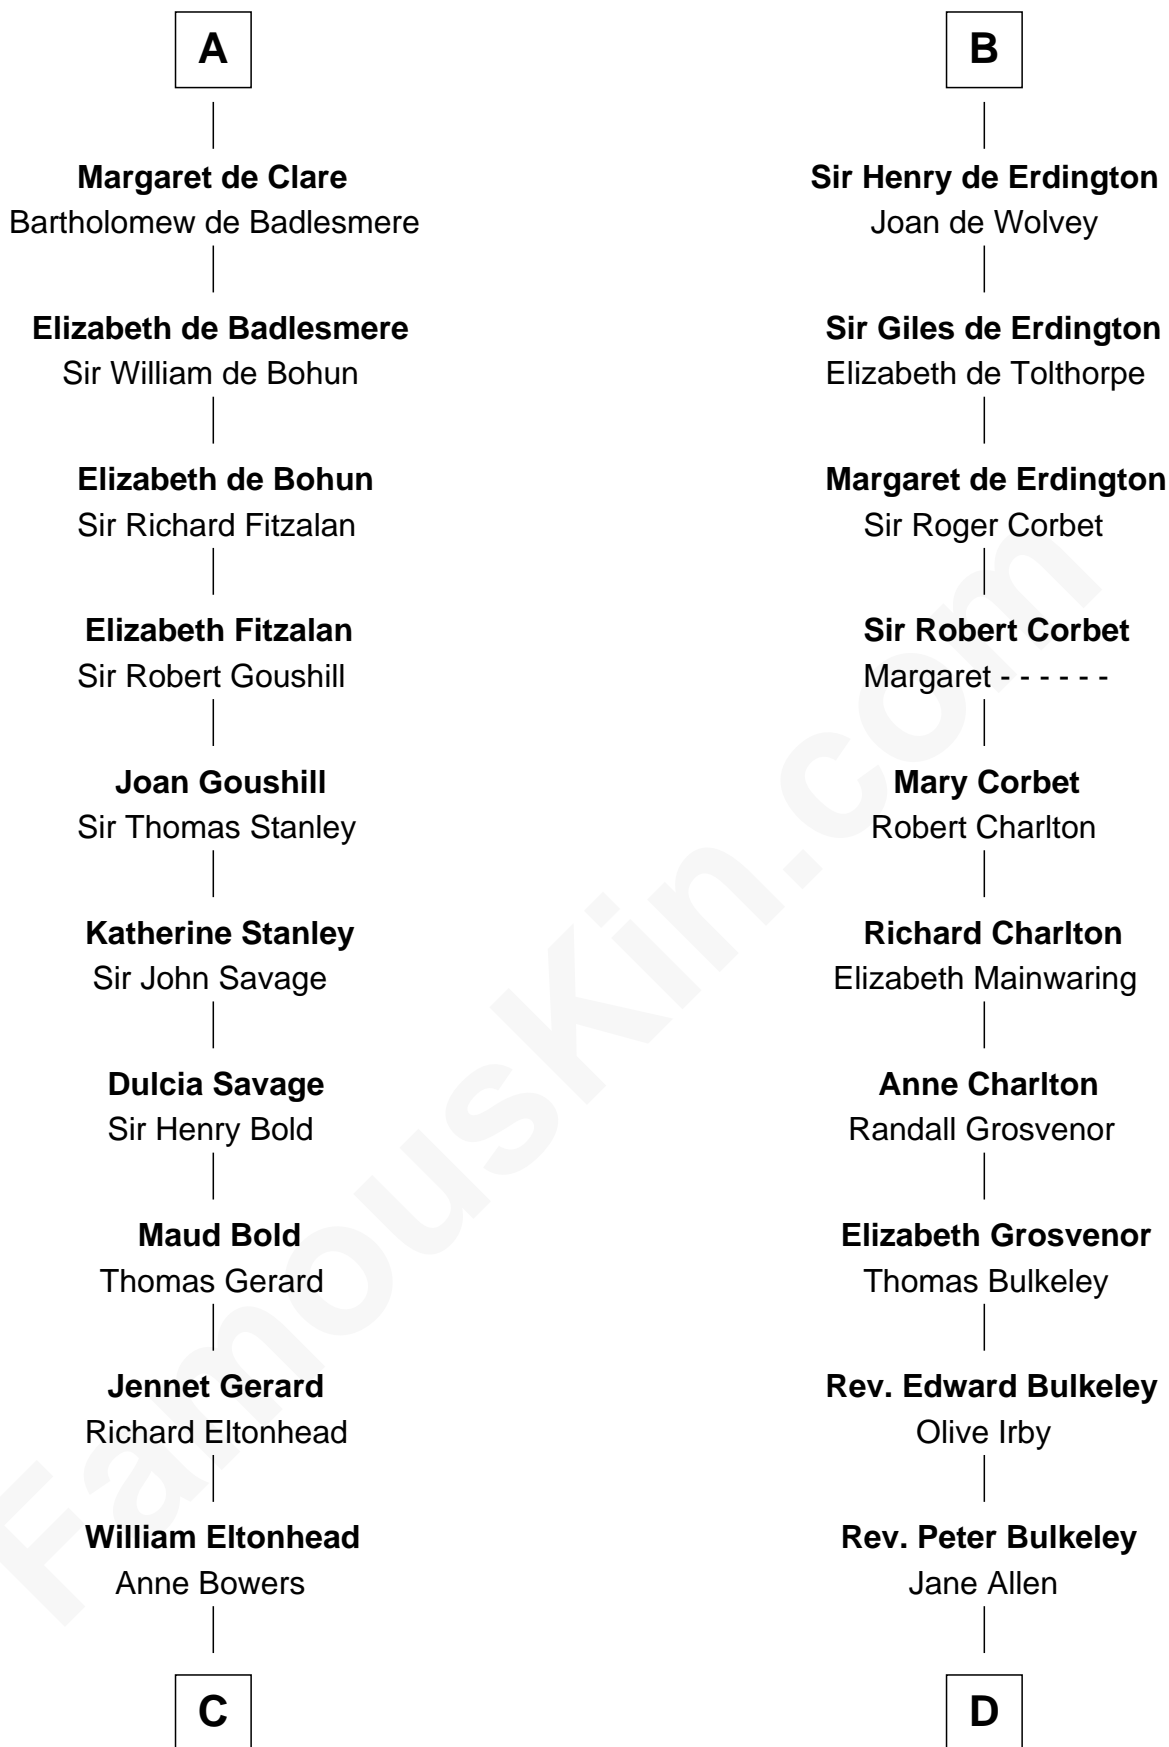 A
Margaret de Clare
Bartholomew de Badlesmere
Elizabeth de Badlesmere
Sir William de Bohun
Elizabeth de Bohun
Sir Richard Fitzalan
Elizabeth Fitzalan
Sir Robert Goushill
Joan Goushill
Sir Thomas Stanley
Katherine Stanley
Sir John Savage
Dulcia Savage
Sir Henry Bold
Maud Bold
Thomas Gerard
Jennet Gerard
Richard Eltonhead
William Eltonhead
Anne Bowers
C
B
Sir Henry de Erdington
Joan de Wolvey
Sir Giles de Erdington
Elizabeth de Tolthorpe
Margaret de Erdington
Sir Roger Corbet
Sir Robert Corbet
Margaret - - - - - -
Mary Corbet
Robert Charlton
Richard Charlton
Elizabeth Mainwaring
Anne Charlton
Randall Grosvenor
Elizabeth Grosvenor
Thomas Bulkeley
Rev. Edward Bulkeley
Olive Irby
Rev. Peter Bulkeley
Jane Allen
D
FamousKin.com